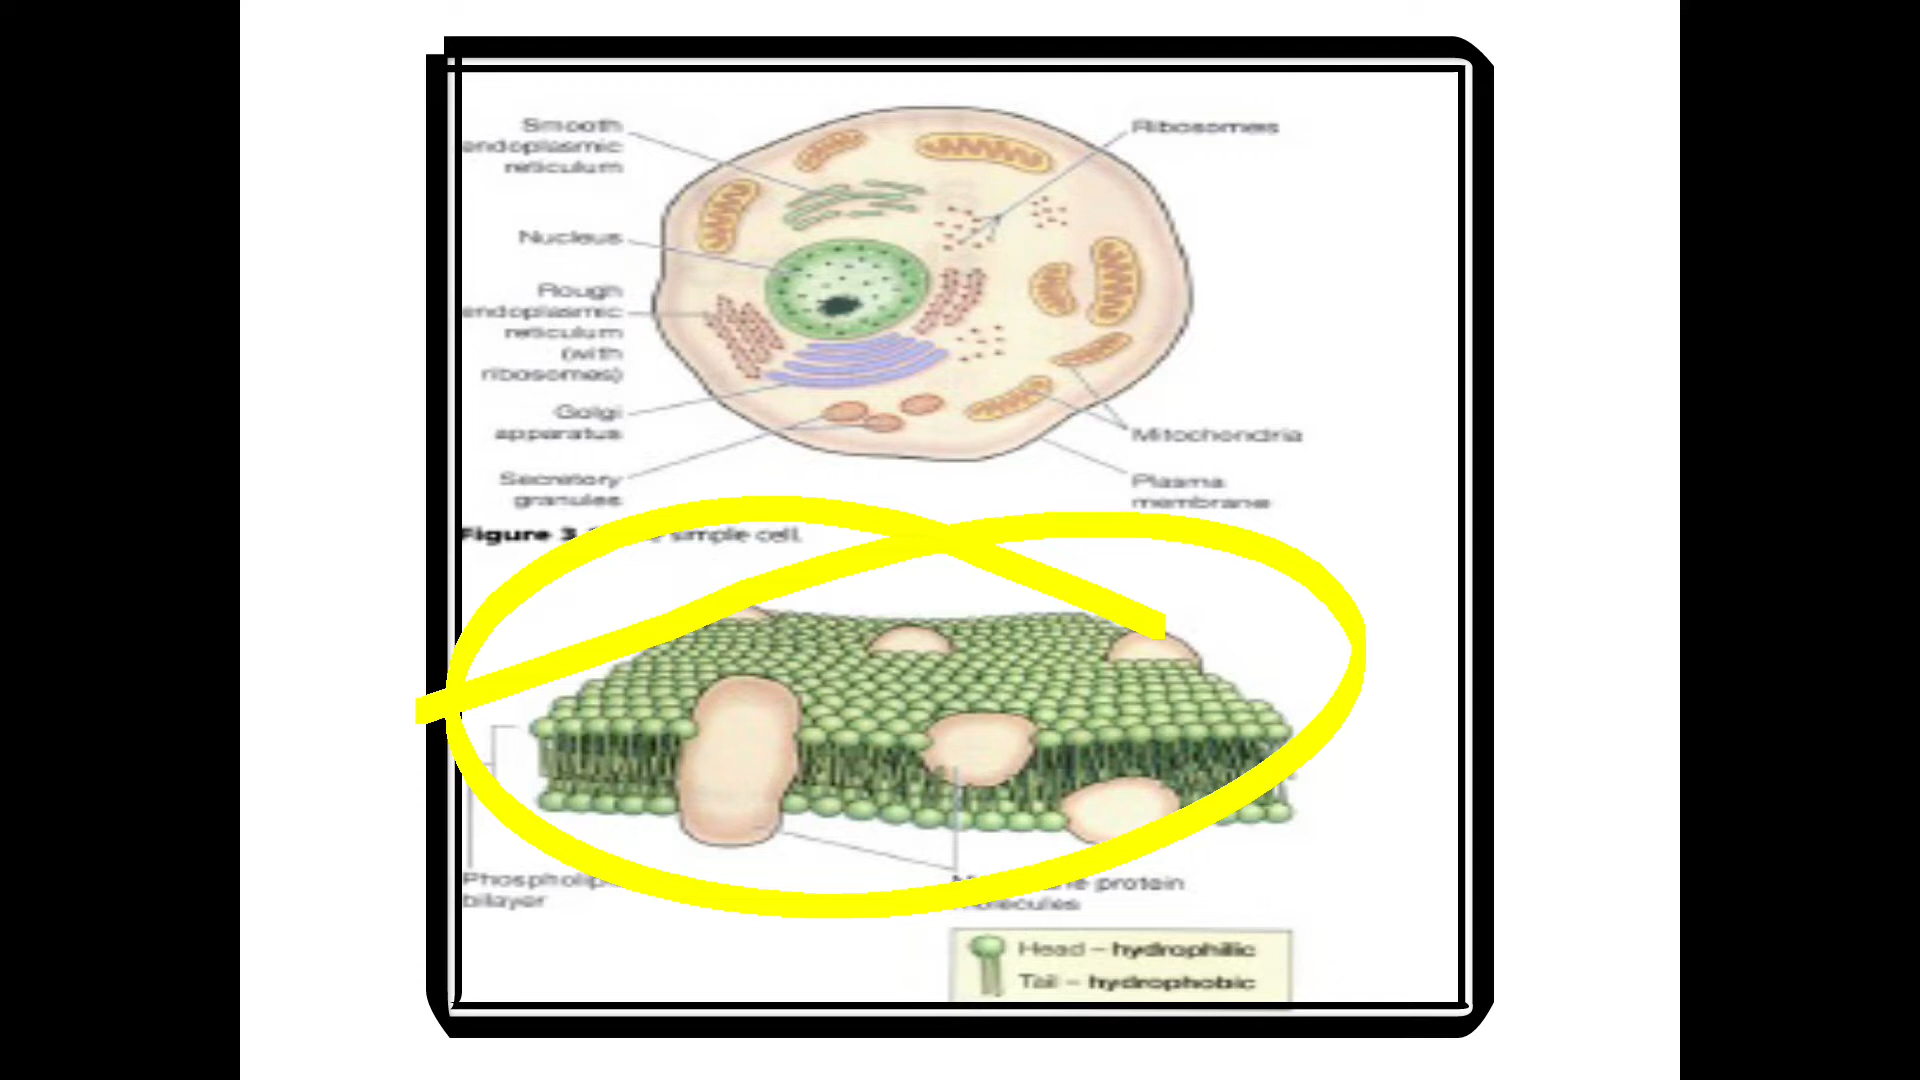 Smooth
endoplasmic
reticulum
Nucleus
Rough
endoplasmic
reticulum
(with
ribosomes)
Golgi
apparatus
Secretory
granules
Ribosomes
Mitochondria
Plasma
membrane
Figure 3 simple cell.
bilayer
protein
Head – hydrophilic
Tail – hydrophobic